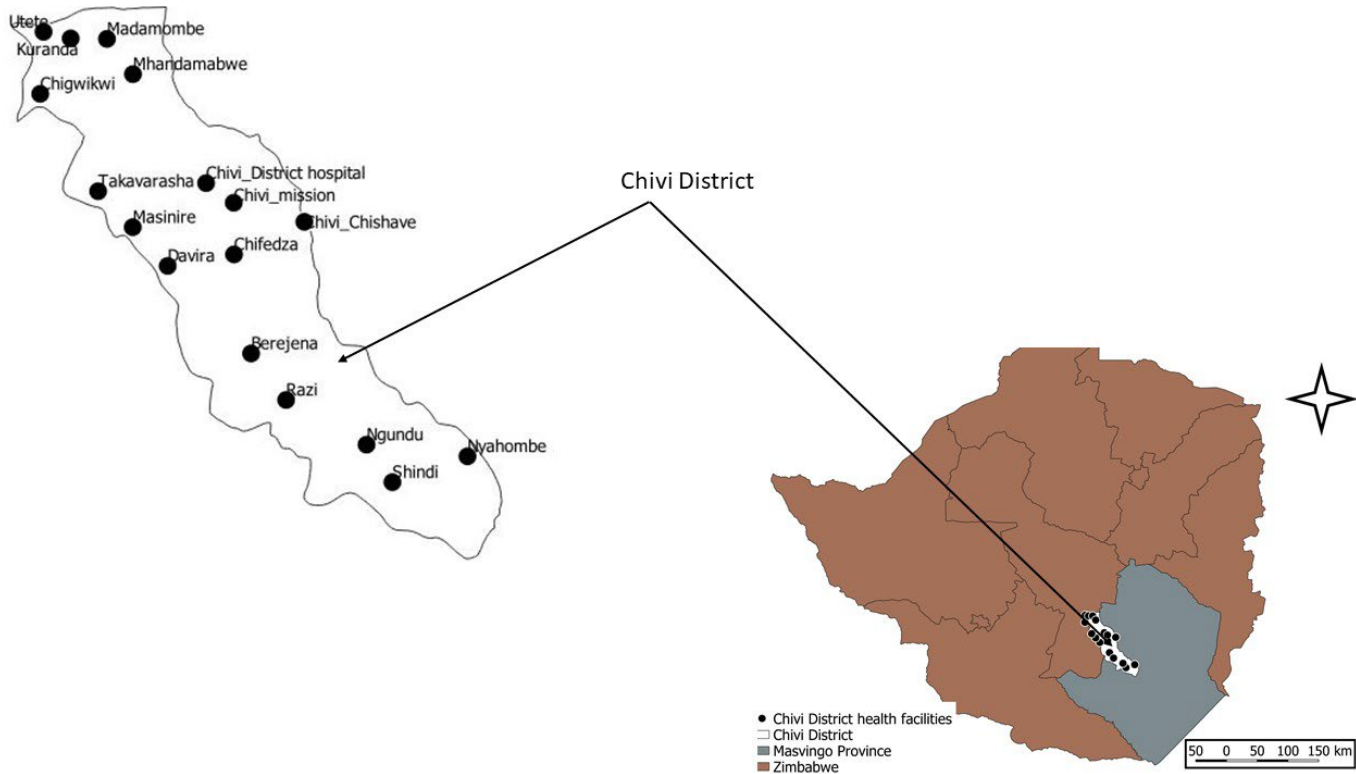 Utete
Madamombe
Kuranda
Mhandamabwe
Chigwikwi
Chivi_District hospital
Takavarasha
Chivi_mission
Masinire
Chivi_Chishave
Davira
Chifedza
Berejena
Razi
Ngundu
Nyahombe
Shindi
Chivi District
Chivi District health facilities
Chivi District
Masvingo Province
Zimbabwe
50 0 50 100 150 km